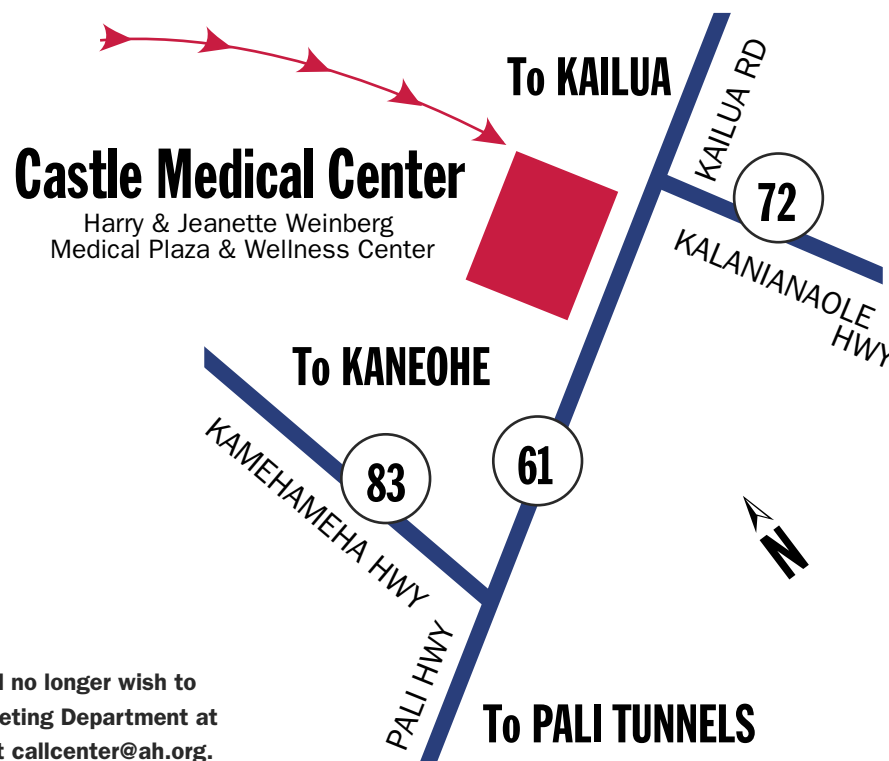 To KAILUA
KAILUA RD
Castle Medical Center
Harry & Jeanette Weinberg
Medical Plaza & Wellness Center
72
KALANIANAOLE
HWY
To KANEOHE
61
83
KAMEHAMEHA HWY
N
PALI HWY
no longer wish to
Department at
callcenter@ah.org.
To PALI TUNNELS